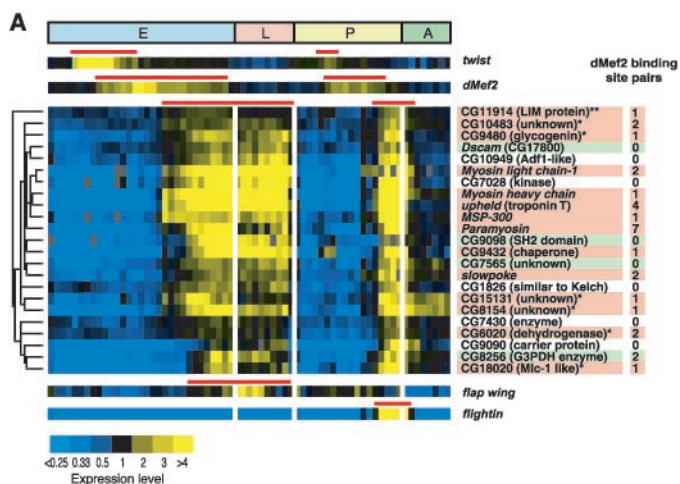 A
E L P A
twist
dMef2
dMef2 binding
site pairs
CG11914 (LIM protein)** 1
CG10483 (unknown)* 2
CG9480 (glycogenin)* 1
Dscam (CG17800) 0
CG10949 (Adf1-like) 0
Myosin light chain-1 2
CG7028 (kinase) 0
Myosin heavy chain 1
upheld (troponin T) 4
MSP-300 1
Paramyosin 7
CG9098 (SH2 domain) 0
CG9432 (chaperone) 1
CG7565 (unknown) 0
slowpoke 2
CG1826 (similar to Kelch) 0
CG15131 (unknown)* 1
CG8154 (unknown)* 1
CG7430 (enzyme) 0
CG6020 (dehydrogenase)* 2
CG9090 (carrier protein) 0
CG8256 (G3PDH enzyme) 2
CG18020 (Mlc-1 like)* 1
flap wing
flightin
<0.25 0.33 0.5 1 2 3 >4
Expression level